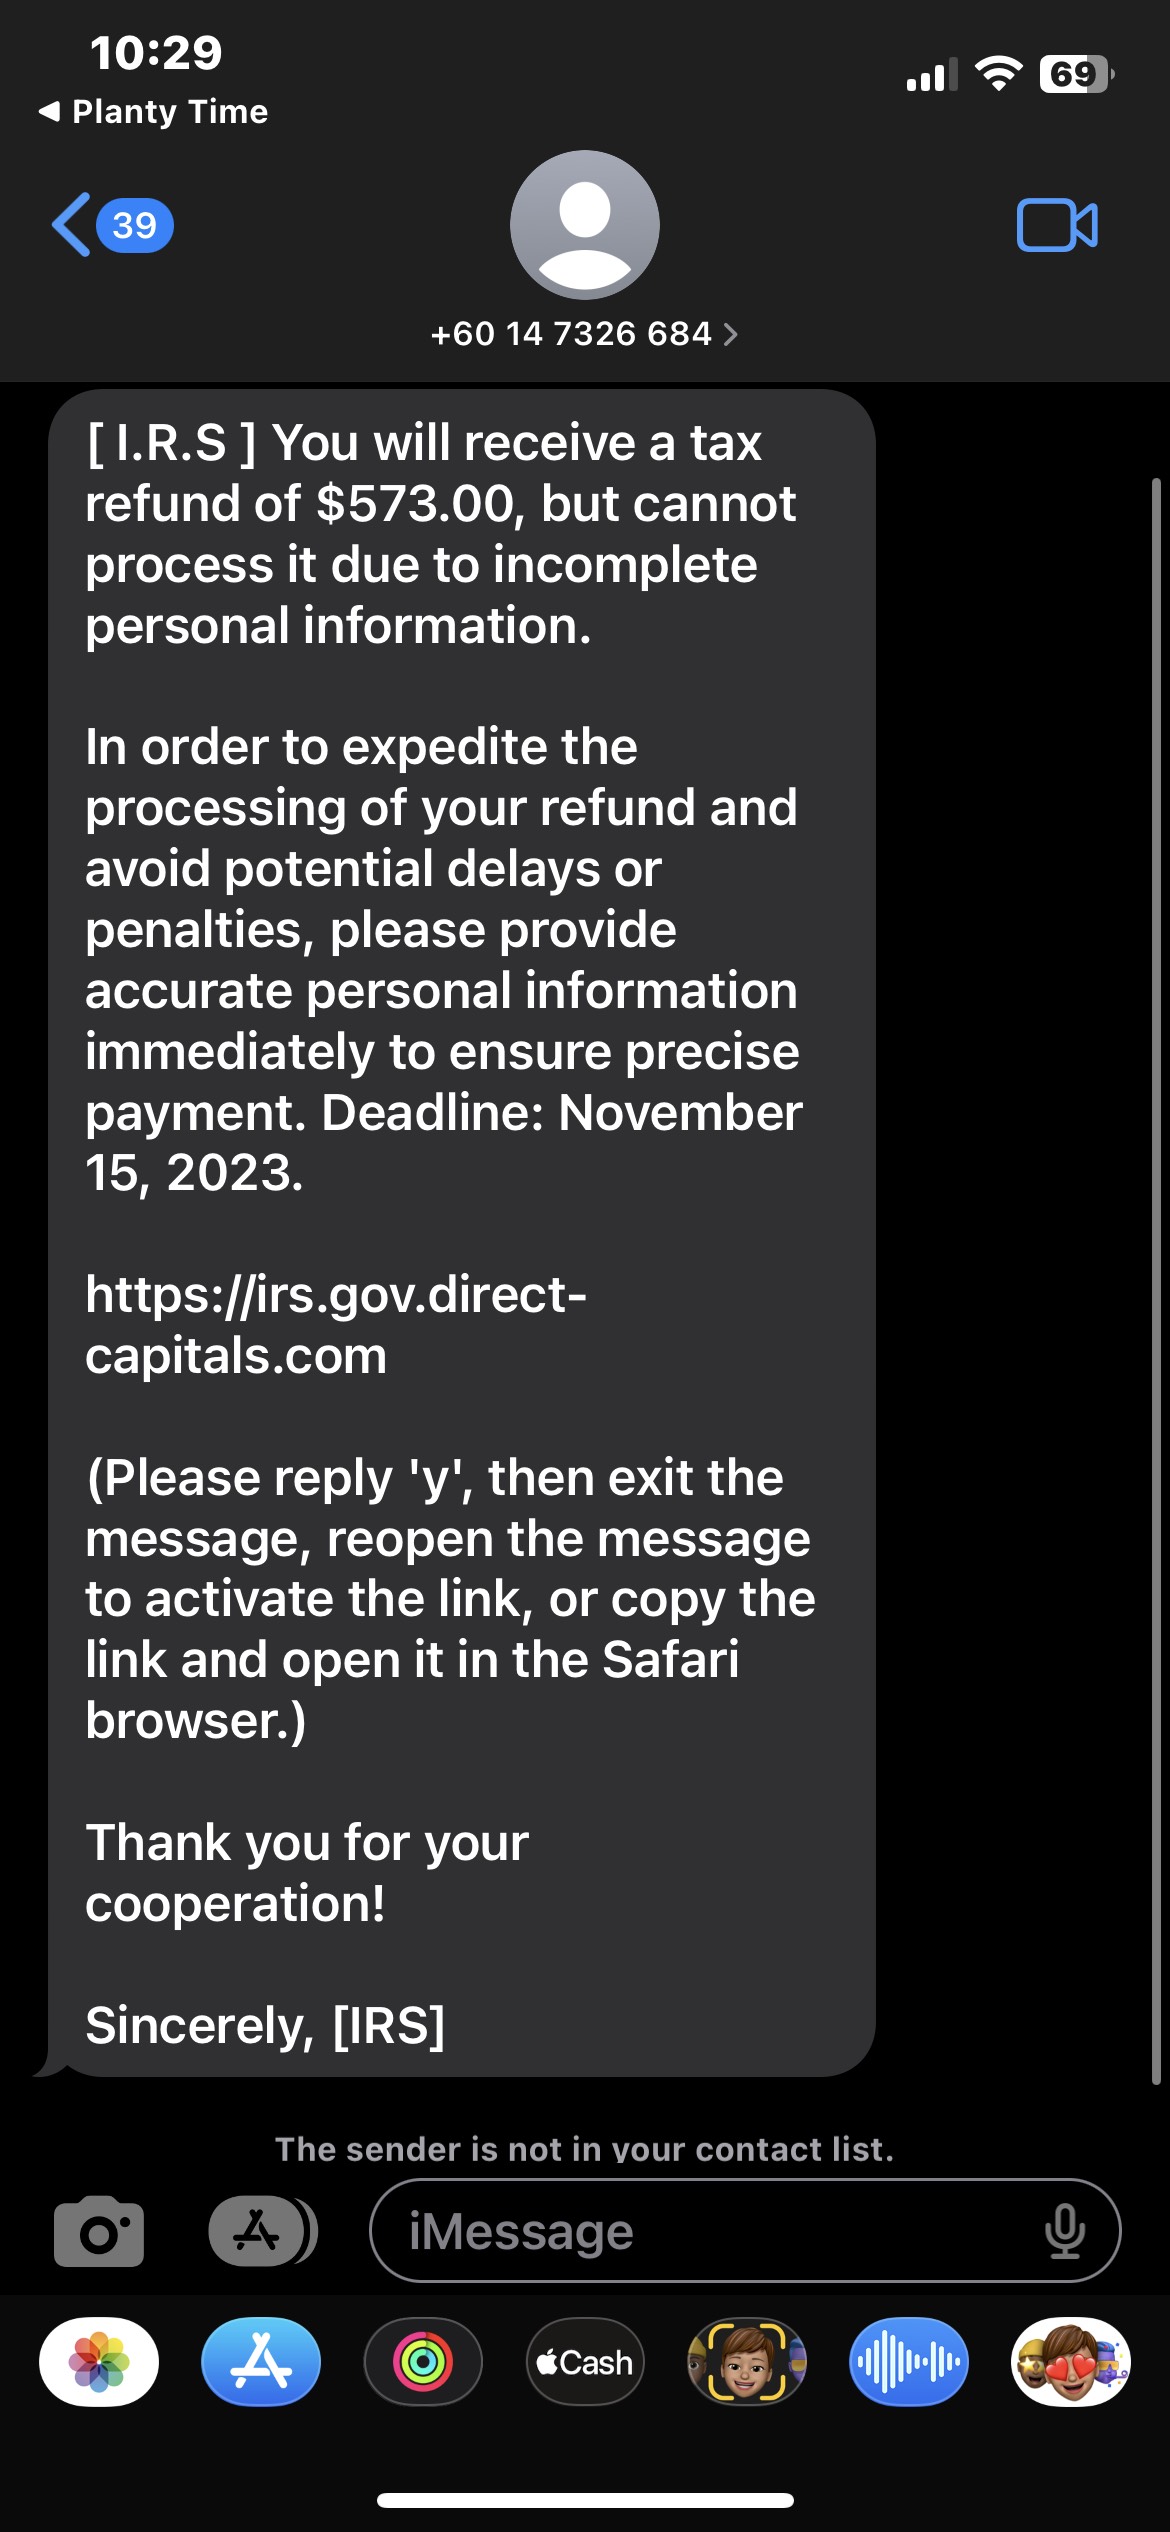 10:29
69
◀ Planty Time
39
+60 14 7326 684 >
[ I.R.S ] You will receive a tax
refund of $573.00, but cannot
process it due to incomplete
personal information.
In order to expedite the
processing of your refund and
avoid potential delays or
penalties, please provide
accurate personal information
immediately to ensure precise
payment. Deadline: November
15, 2023.
https://irs.gov.direct-
capitals.com
(Please reply 'y', then exit the
message, reopen the message
to activate the link, or copy the
link and open it in the Safari
browser.)
Thank you for your
cooperation!
Sincerely, [IRS]
The sender is not in your contact list.
iMessage
Cash